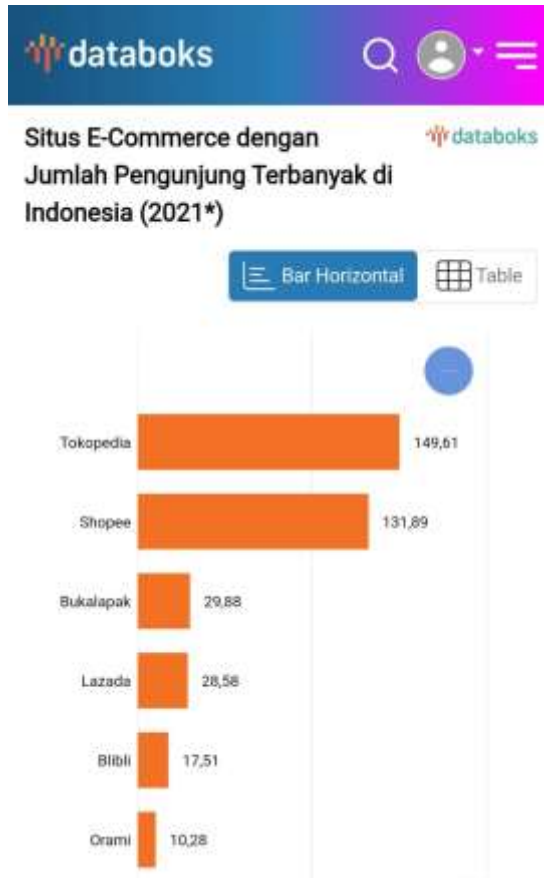 databoks
Situs E-Commerce dengan
Jumlah Pengunjung Terbanyak di
Indonesia (2021*)
databoks
Bar Horizontal
Table
Tokopedia 149,61
Shopee 131,89
Bukalapak 29,88
Lazada 28,58
Blibli 17,51
Orami 10,28